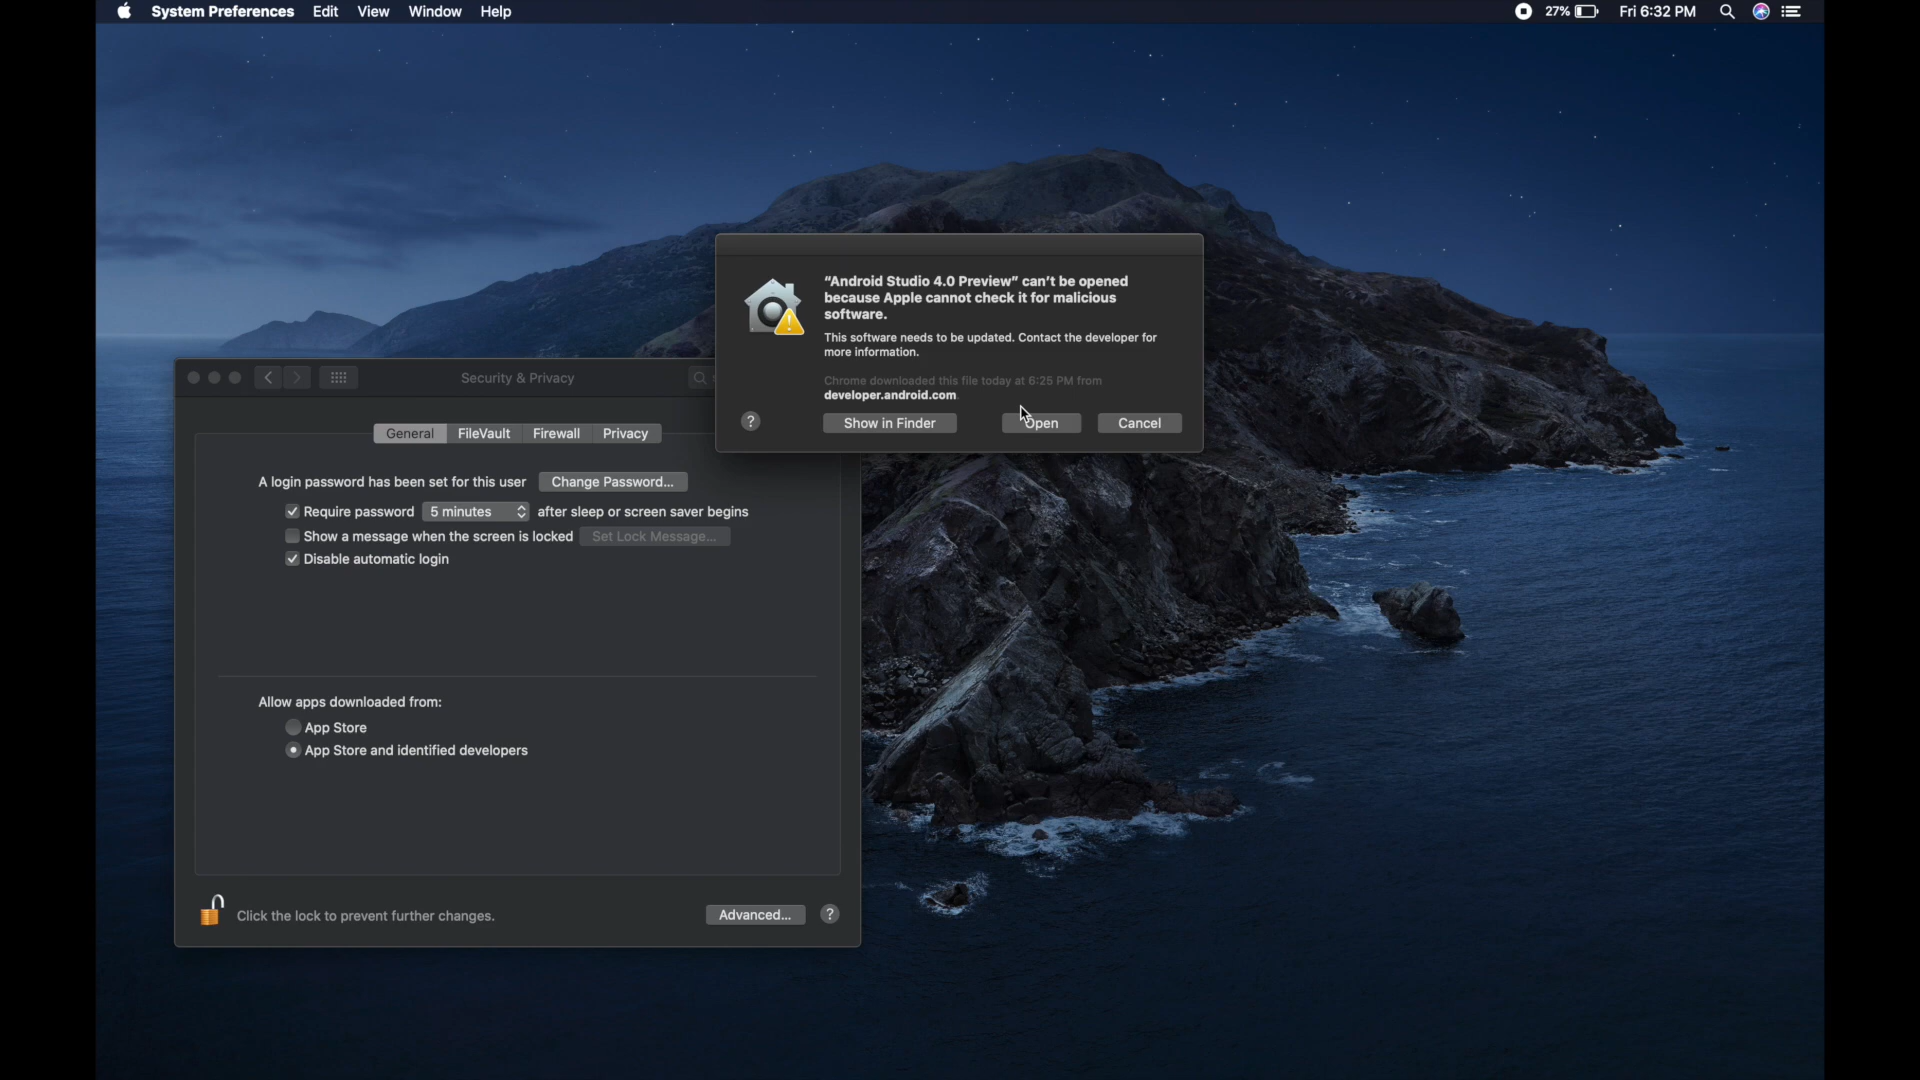 System Preferences Edit View Window Help
27% Fri 6:32 PM
“Android Studio 4.0 Preview” can’t be opened
because Apple cannot check it for malicious
software.
This software needs to be updated. Contact the developer for
more information.
Chrome downloaded this file today at 6:25 PM from
developer.android.com
? Show in Finder Open Cancel
Security & Privacy
General FileVault Firewall Privacy
A login password has been set for this user Change Password...
Require password 5 minutes after sleep or screen saver begins
Show a message when the screen is locked Set Lock Message...
Disable automatic login
Allow apps downloaded from:
App Store
App Store and identified developers
Click the lock to prevent further changes. Advanced... ?